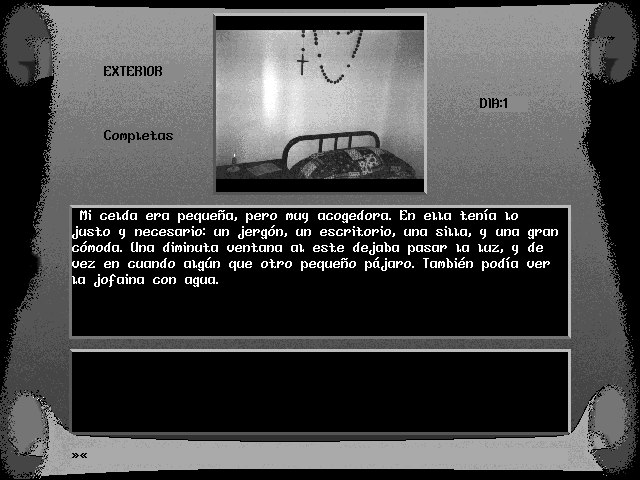 EXTERIOR
DIA:1
Completas
Mi celda era pequeña, pero muy acogedora. En ella tenía lo
justo y necesario: un jergón, un escritorio, una silla, y una gran
cómoda. Una diminuta ventana al este dejaba pasar la luz, y de
vez en cuando algún que otro pequeño pájaro. También podía ver
la jofaina con agua.
»«